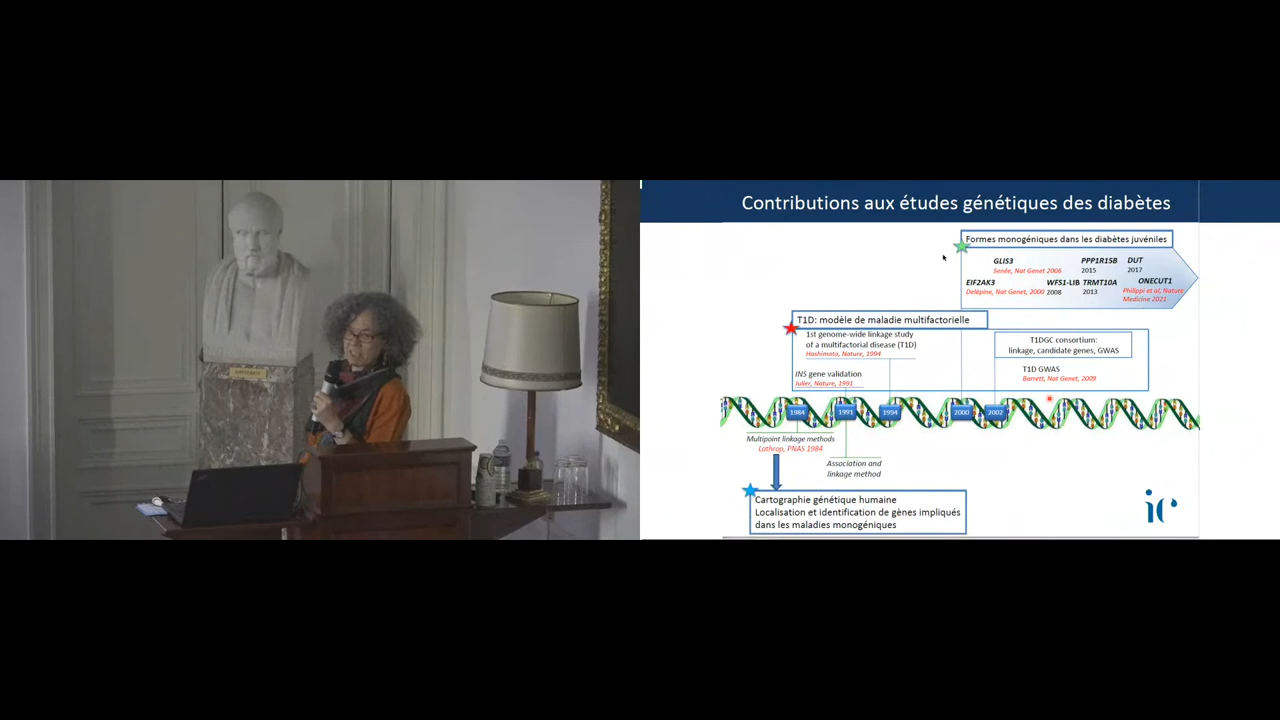 Contributions aux études génétiques des diabètes
Formes monogéniques dans les diabètes juvéniles
GLIS3
Senée, Nat Genet 2006
PPP1R15B
2015
DUT
2017
EIF2AK3
Delépine, Nat Genet, 2000
WFS1-LIB
2008
TRMT10A
2013
ONECUT1
Philippi et al, Nature
Medicine 2021
T1D: modèle de maladie multifactorielle
1st genome-wide linkage study
of a multifactorial disease (T1D)
Hashimoto, Nature, 1994
INS gene validation
Julier, Nature, 1991
T1DGC consortium:
linkage, candidate genes, GWAS
T1D GWAS
Barrett, Nat Genet, 2009
1984
1991
1994
2000
2002
Multipoint linkage methods
Lathrop, PNAS 1984
Association and
linkage method
Cartographie génétique humaine
Localisation et identification de gènes impliqués
dans les maladies monogéniques
ic